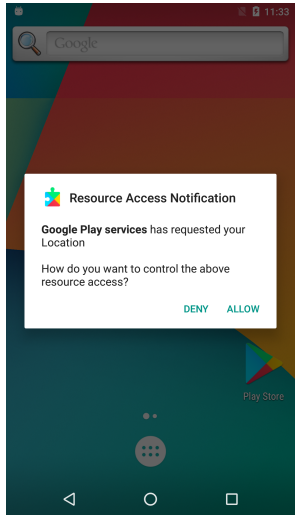 11:33
Google
Resource Access Notification
Google Play services has requested your
Location
How do you want to control the above
resource access?
DENY ALLOW
Play Store